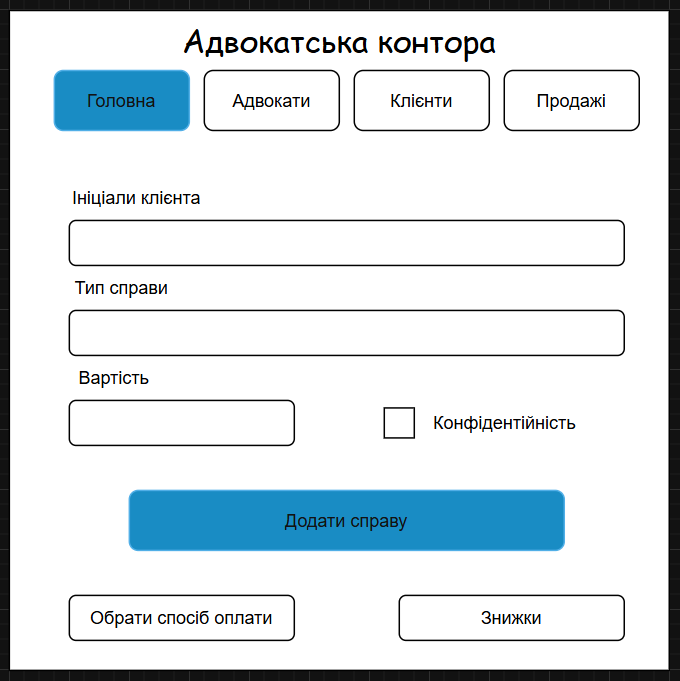 Адвокатська контора
Головна
Адвокати
Клієнти
Продажі
Ініціали клієнта
Тип справи
Вартість
Конфідентійність
Додати справу
Обрати спосіб оплати
Знижки